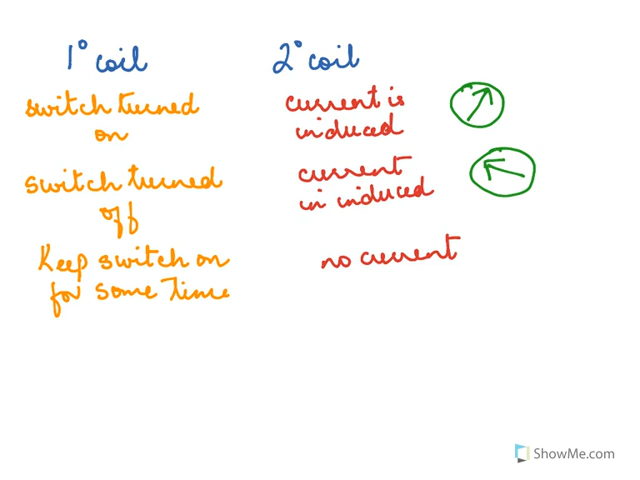 1° coil
2° coil
switch turned
on
current is
induced
switch turned
off
current
in induced
Keep switch on
for some Time
no current
ShowMe.com